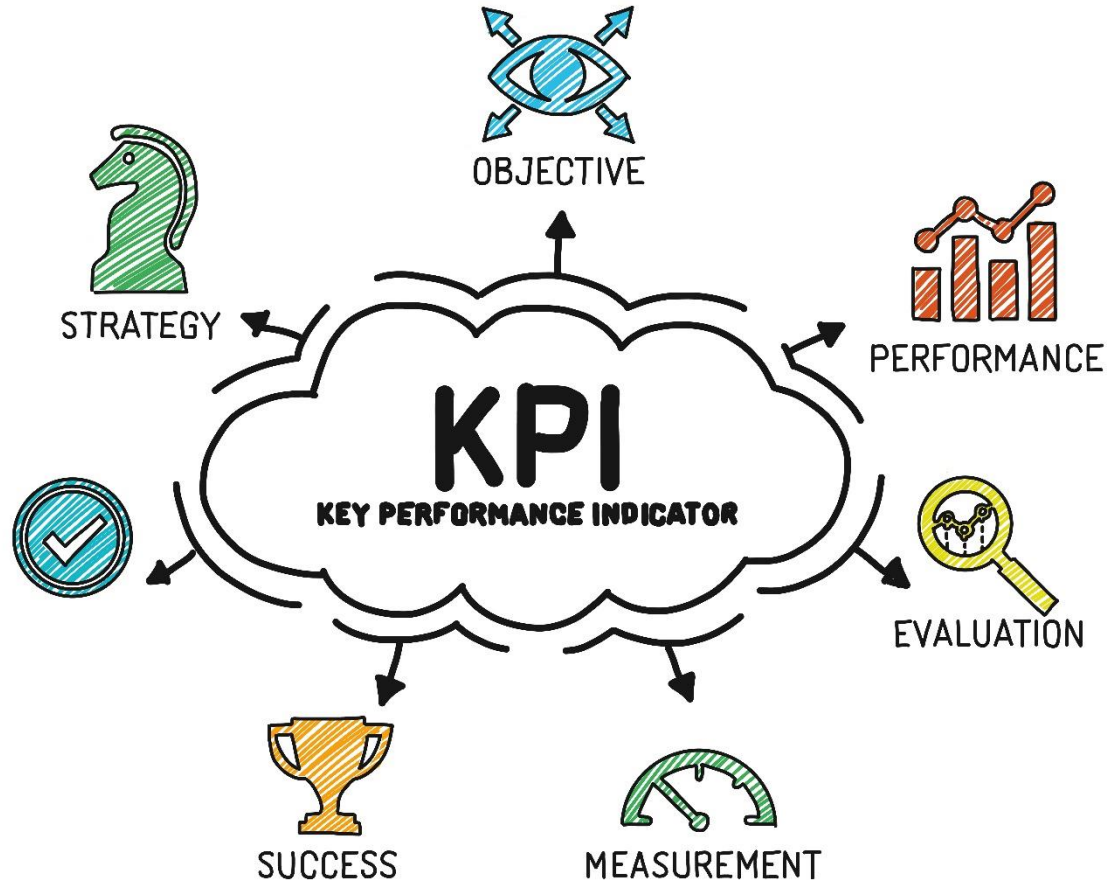 OBJECTIVE
STRATEGY
PERFORMANCE
KPI
KEY PERFORMANCE INDICATOR
EVALUATION
SUCCESS
MEASUREMENT